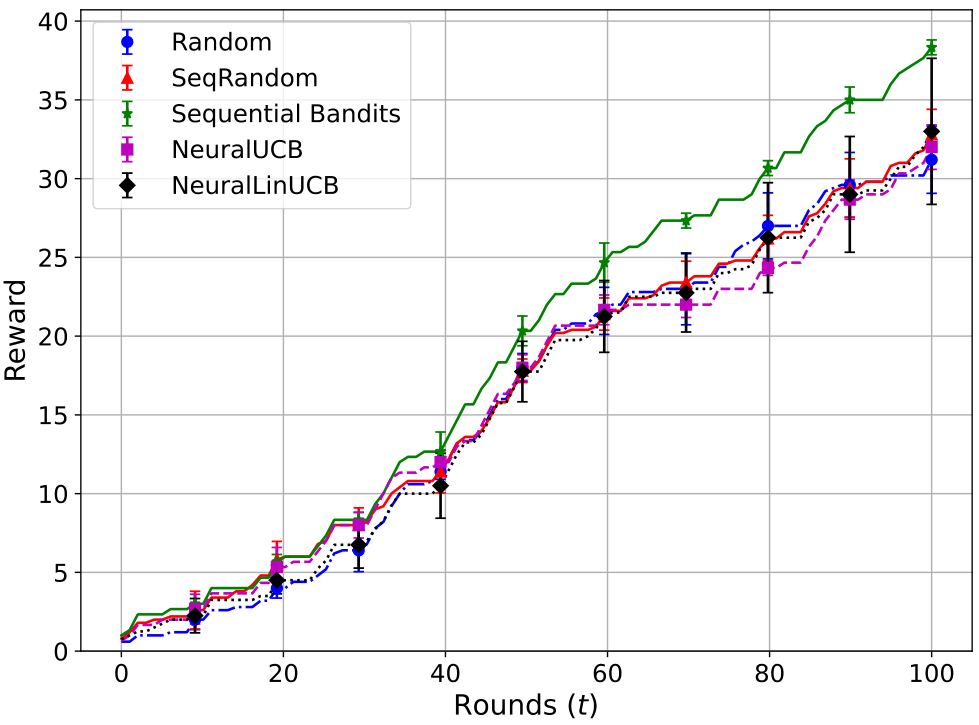 Random
SeqRandom
Sequential Bandits
NeuralUCB
NeuralLinUCB
40
35
30
25
20
15
10
5
0
Reward
0 20 40 60 80 100
Rounds (t)